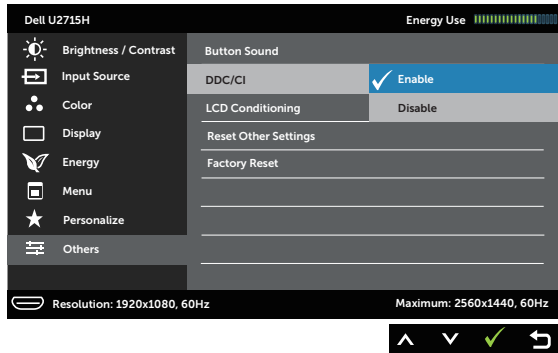 Dell U2715H Energy Use
Brightness / Contrast Button Sound
Input Source DDC/CI Enable
Color LCD Conditioning Disable
Display Reset Other Settings
Energy Factory Reset
Menu
Personalize
Others
Resolution: 1920x1080, 60Hz Maximum: 2560x1440, 60Hz